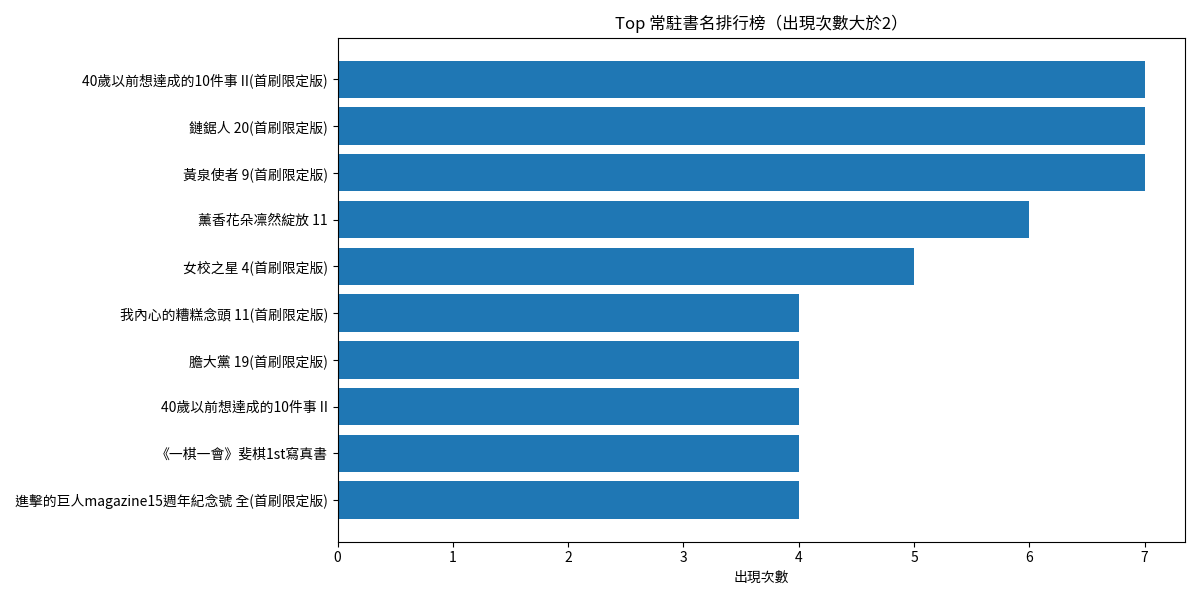 Top 常駐書名排行榜（出現次數大於2）
40歲以前想達成的10件事 II(首刷限定版)
鏈鋸人 20(首刷限定版)
黃泉使者 9(首刷限定版)
薰香花朵凛然綻放 11
女校之星 4(首刷限定版)
我內心的糟糕念頭 11(首刷限定版)
膽大黨 19(首刷限定版)
40歲以前想達成的10件事 II
《一棋一會》斐棋1st寫真書
進擊的巨人magazine15週年紀念號 全(首刷限定版)
0 1 2 3 4 5 6 7
出現次數